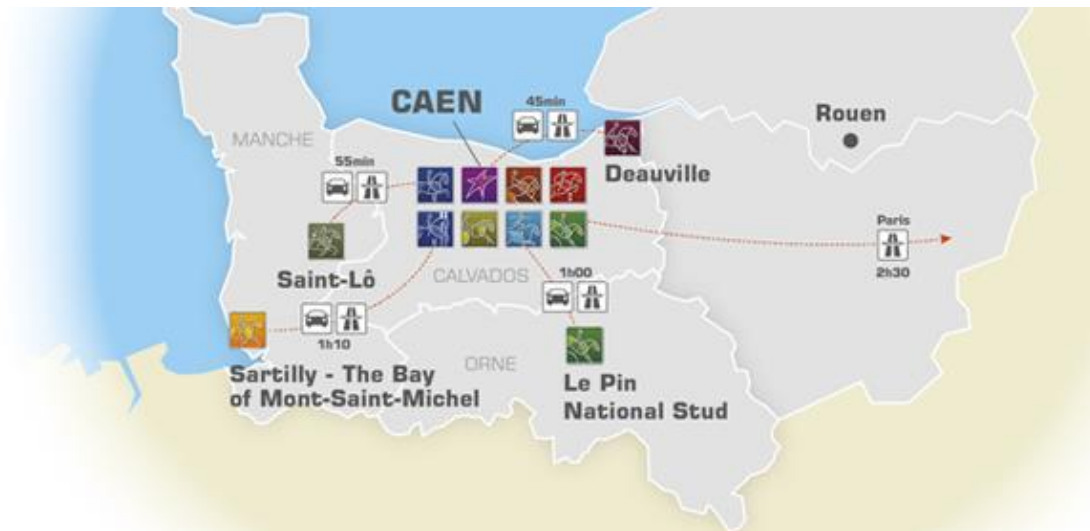 CAEN
45min
Rouen
MANCHE
55min
Deauville
Paris
2h30
Saint-Lô
CALVADOS
1h00
1h10
ORNE
Sartilly - The Bay
of Mont-Saint-Michel
Le Pin
National Stud